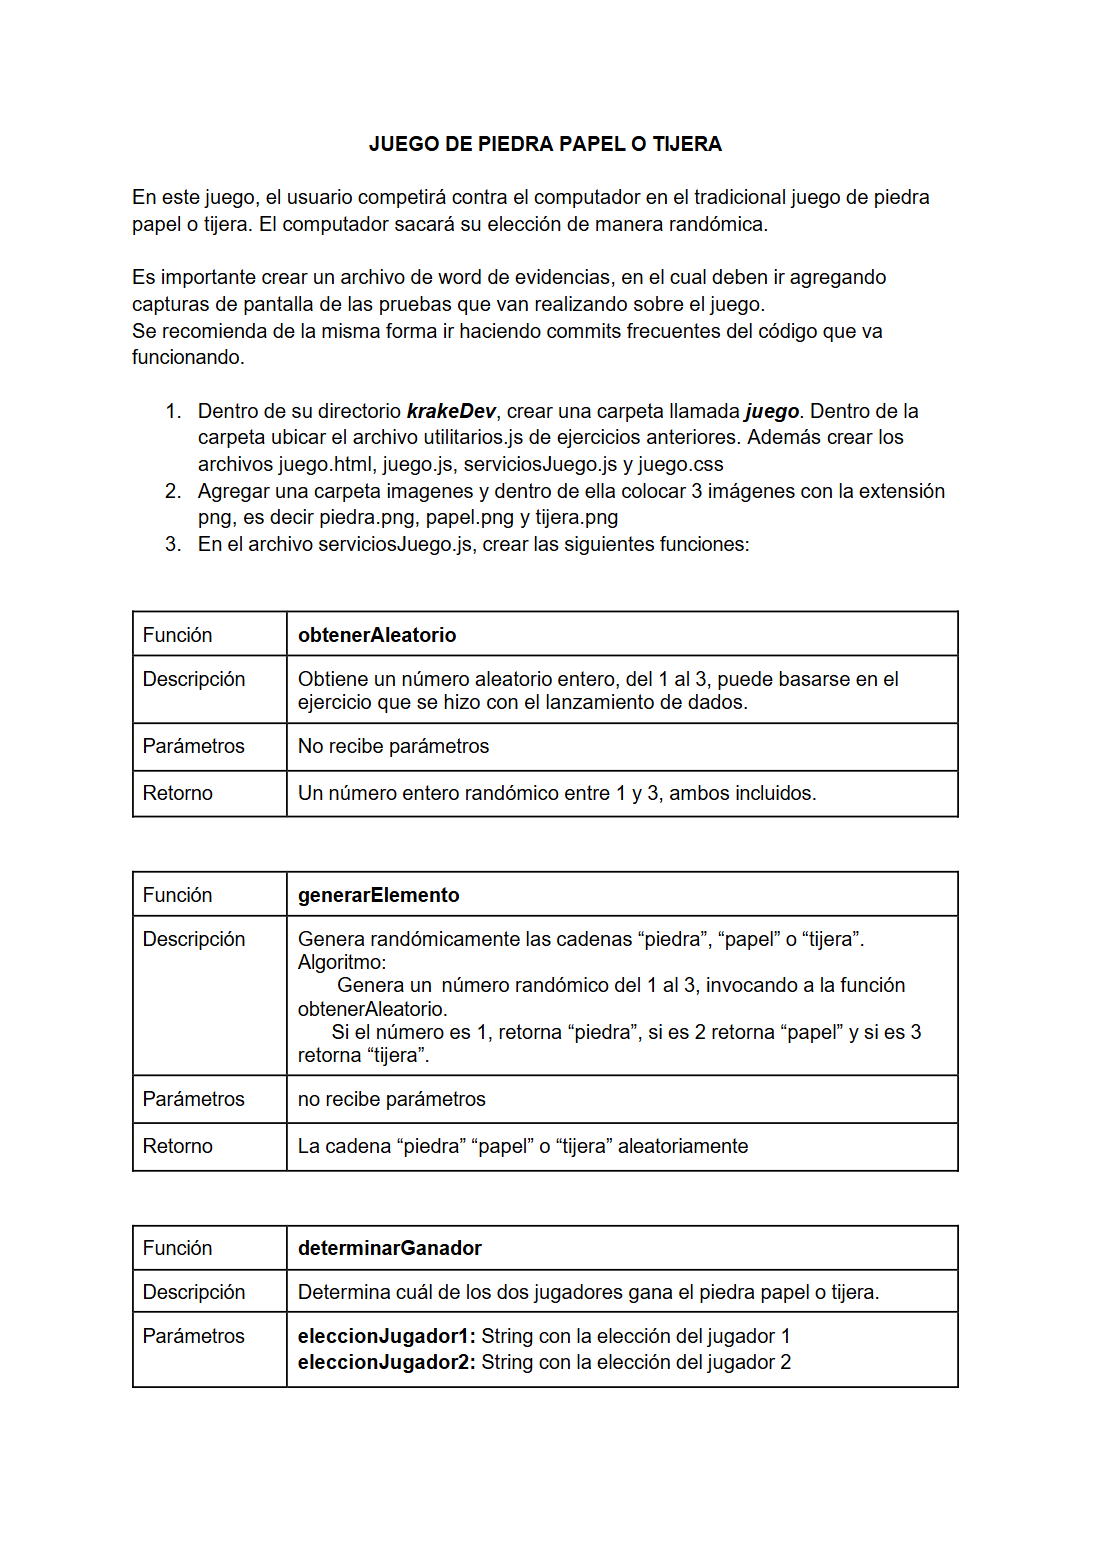 JUEGO DE PIEDRA PAPEL O TIJERA
En este juego, el usuario competirá contra el computador en el tradicional juego de piedra
papel o tijera. El computador sacará su elección de manera randómica.
Es importante crear un archivo de word de evidencias, en el cual deben ir agregando
capturas de pantalla de las pruebas que van realizando sobre el juego.
Se recomienda de la misma forma ir haciendo commits frecuentes del código que va
funcionando.
1. Dentro de su directorio krakeDev, crear una carpeta llamada juego. Dentro de la
carpeta ubicar el archivo utilitarios.js de ejercicios anteriores. Además crear los
archivos juego.html, juego.js, serviciosJuego.js y juego.css
2. Agregar una carpeta imagenes y dentro de ella colocar 3 imágenes con la extensión
png, es decir piedra.png, papel.png y tijera.png
3. En el archivo serviciosJuego.js, crear las siguientes funciones:
Función obtenerAleatorio
Descripción Obtiene un número aleatorio entero, del 1 al 3, puede basarse en el
ejercicio que se hizo con el lanzamiento de dados.
Parámetros No recibe parámetros
Retorno Un número entero randómico entre 1 y 3, ambos incluidos.
Función generarElemento
Descripción Genera randómicamente las cadenas “piedra”, “papel” o “tijera”.
Algoritmo:
Genera un número randómico del 1 al 3, invocando a la función
obtenerAleatorio.
Si el número es 1, retorna “piedra”, si es 2 retorna “papel” y si es 3
retorna “tijera”.
Parámetros no recibe parámetros
Retorno La cadena “piedra” “papel” o “tijera” aleatoriamente
Función determinarGanador
Descripción Determina cuál de los dos jugadores gana el piedra papel o tijera.
Parámetros eleccionJugador1: String con la elección del jugador 1
eleccionJugador2: String con la elección del jugador 2